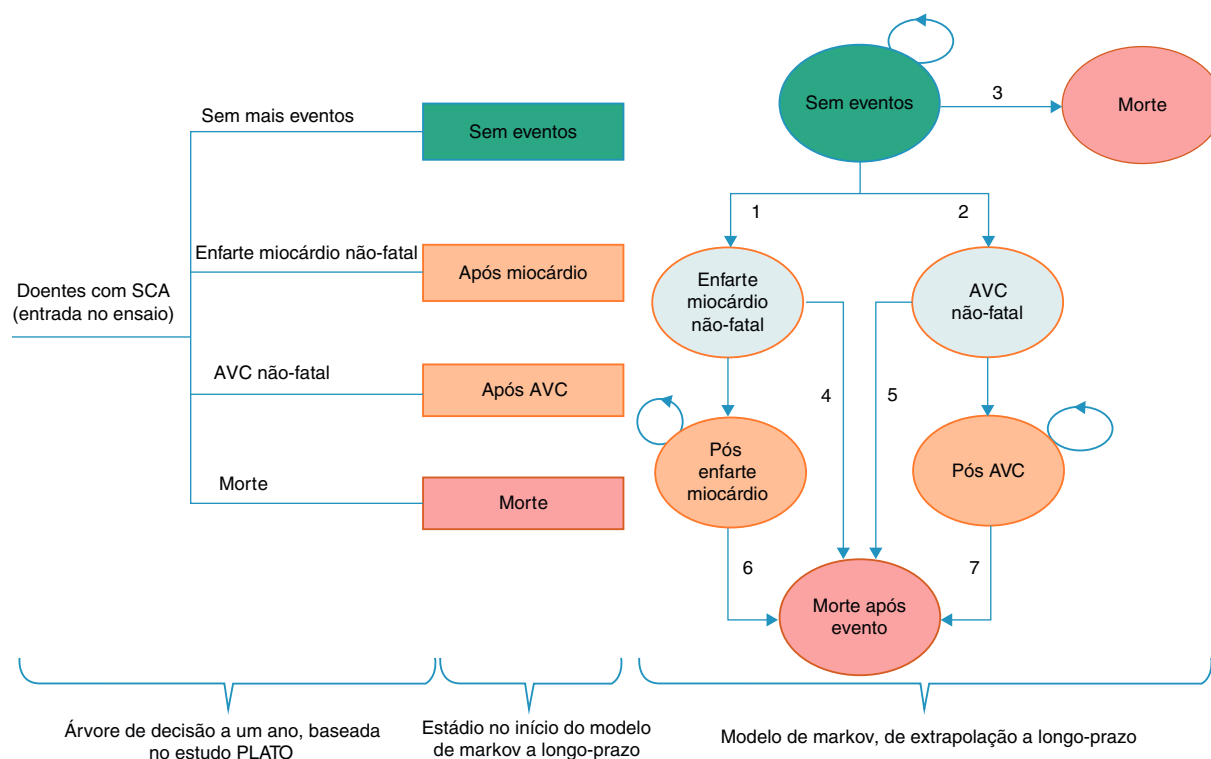 Sem mais eventos
Sem eventos
Enfarte miocárdio não-fatal
Após miocárdio
Doentes com SCA
(entrada no ensaio)
AVC não-fatal
Após AVC
Morte
Morte
Sem eventos
3
Morte
1
2
Enfarte
miocárdio
não-fatal
AVC
não-fatal
4
5
Pós
enfarte
miocárdio
Pós AVC
6
7
Morte após
evento
Árvore de decisão a um ano, baseada
no estudo PLATO
Estádio no início do modelo
de markov a longo-prazo
Modelo de markov, de extrapolação a longo-prazo